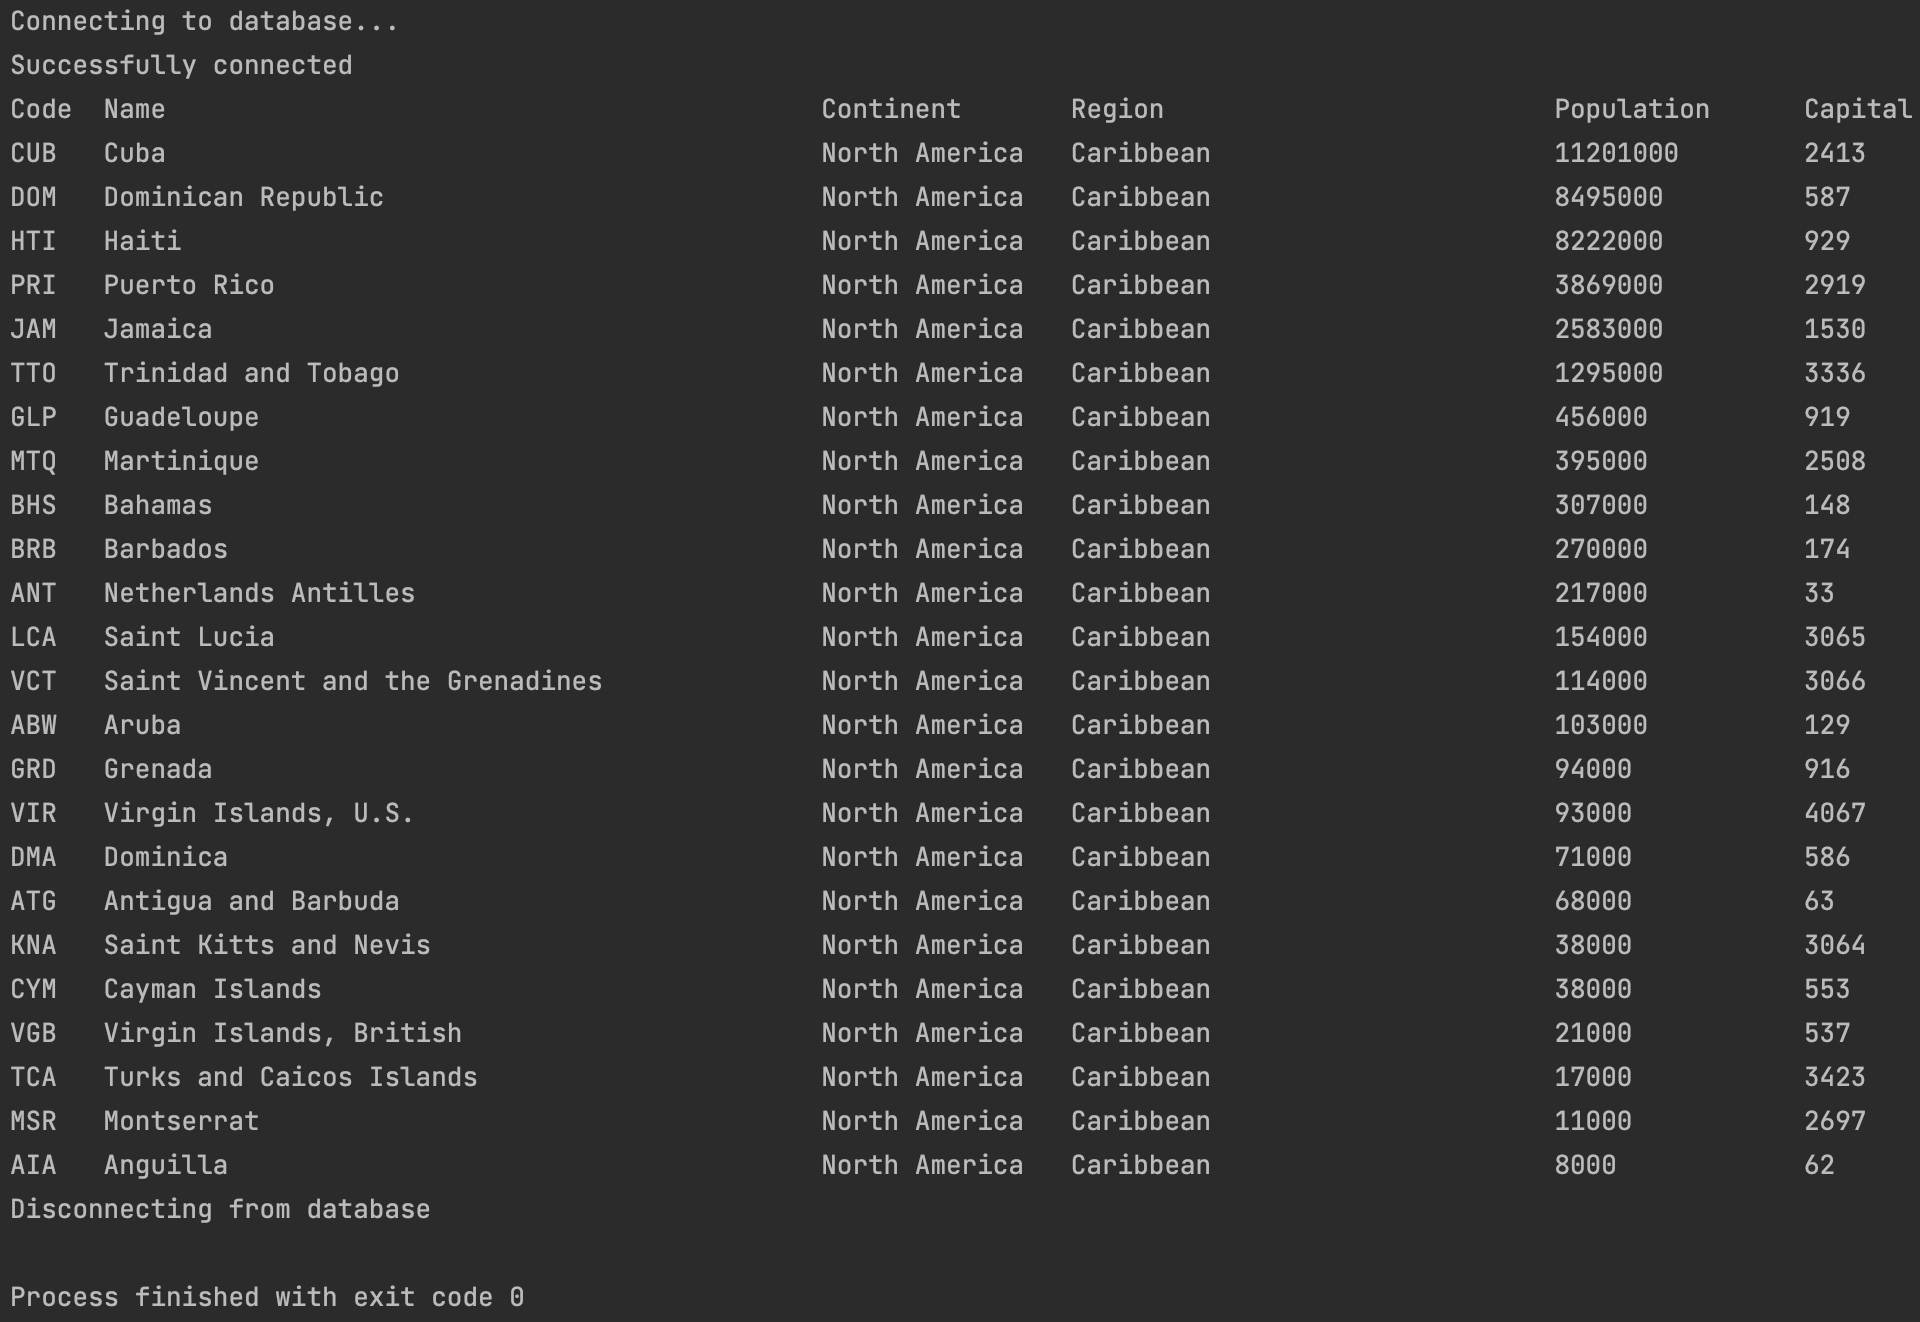 Connecting to database...
Successfully connected
Code  Name                                          Continent       Region                         Population      Capital
CUB   Cuba                                          North America   Caribbean                      11201000        2413
DOM   Dominican Republic                            North America   Caribbean                      8495000         587
HTI   Haiti                                         North America   Caribbean                      8222000         929
PRI   Puerto Rico                                   North America   Caribbean                      3869000         2919
JAM   Jamaica                                       North America   Caribbean                      2583000         1530
TTO   Trinidad and Tobago                           North America   Caribbean                      1295000         3336
GLP   Guadeloupe                                    North America   Caribbean                      456000          919
MTQ   Martinique                                    North America   Caribbean                      395000          2508
BHS   Bahamas                                       North America   Caribbean                      307000          148
BRB   Barbados                                      North America   Caribbean                      270000          174
ANT   Netherlands Antilles                          North America   Caribbean                      217000          33
LCA   Saint Lucia                                   North America   Caribbean                      154000          3065
VCT   Saint Vincent and the Grenadines              North America   Caribbean                      114000          3066
ABW   Aruba                                         North America   Caribbean                      103000          129
GRD   Grenada                                       North America   Caribbean                      94000           916
VIR   Virgin Islands, U.S.                          North America   Caribbean                      93000           4067
DMA   Dominica                                      North America   Caribbean                      71000           586
ATG   Antigua and Barbuda                           North America   Caribbean                      68000           63
KNA   Saint Kitts and Nevis                         North America   Caribbean                      38000           3064
CYM   Cayman Islands                                North America   Caribbean                      38000           553
VGB   Virgin Islands, British                       North America   Caribbean                      21000           537
TCA   Turks and Caicos Islands                      North America   Caribbean                      17000           3423
MSR   Montserrat                                    North America   Caribbean                      11000           2697
AIA   Anguilla                                      North America   Caribbean                      8000            62
Disconnecting from database
Process finished with exit code 0